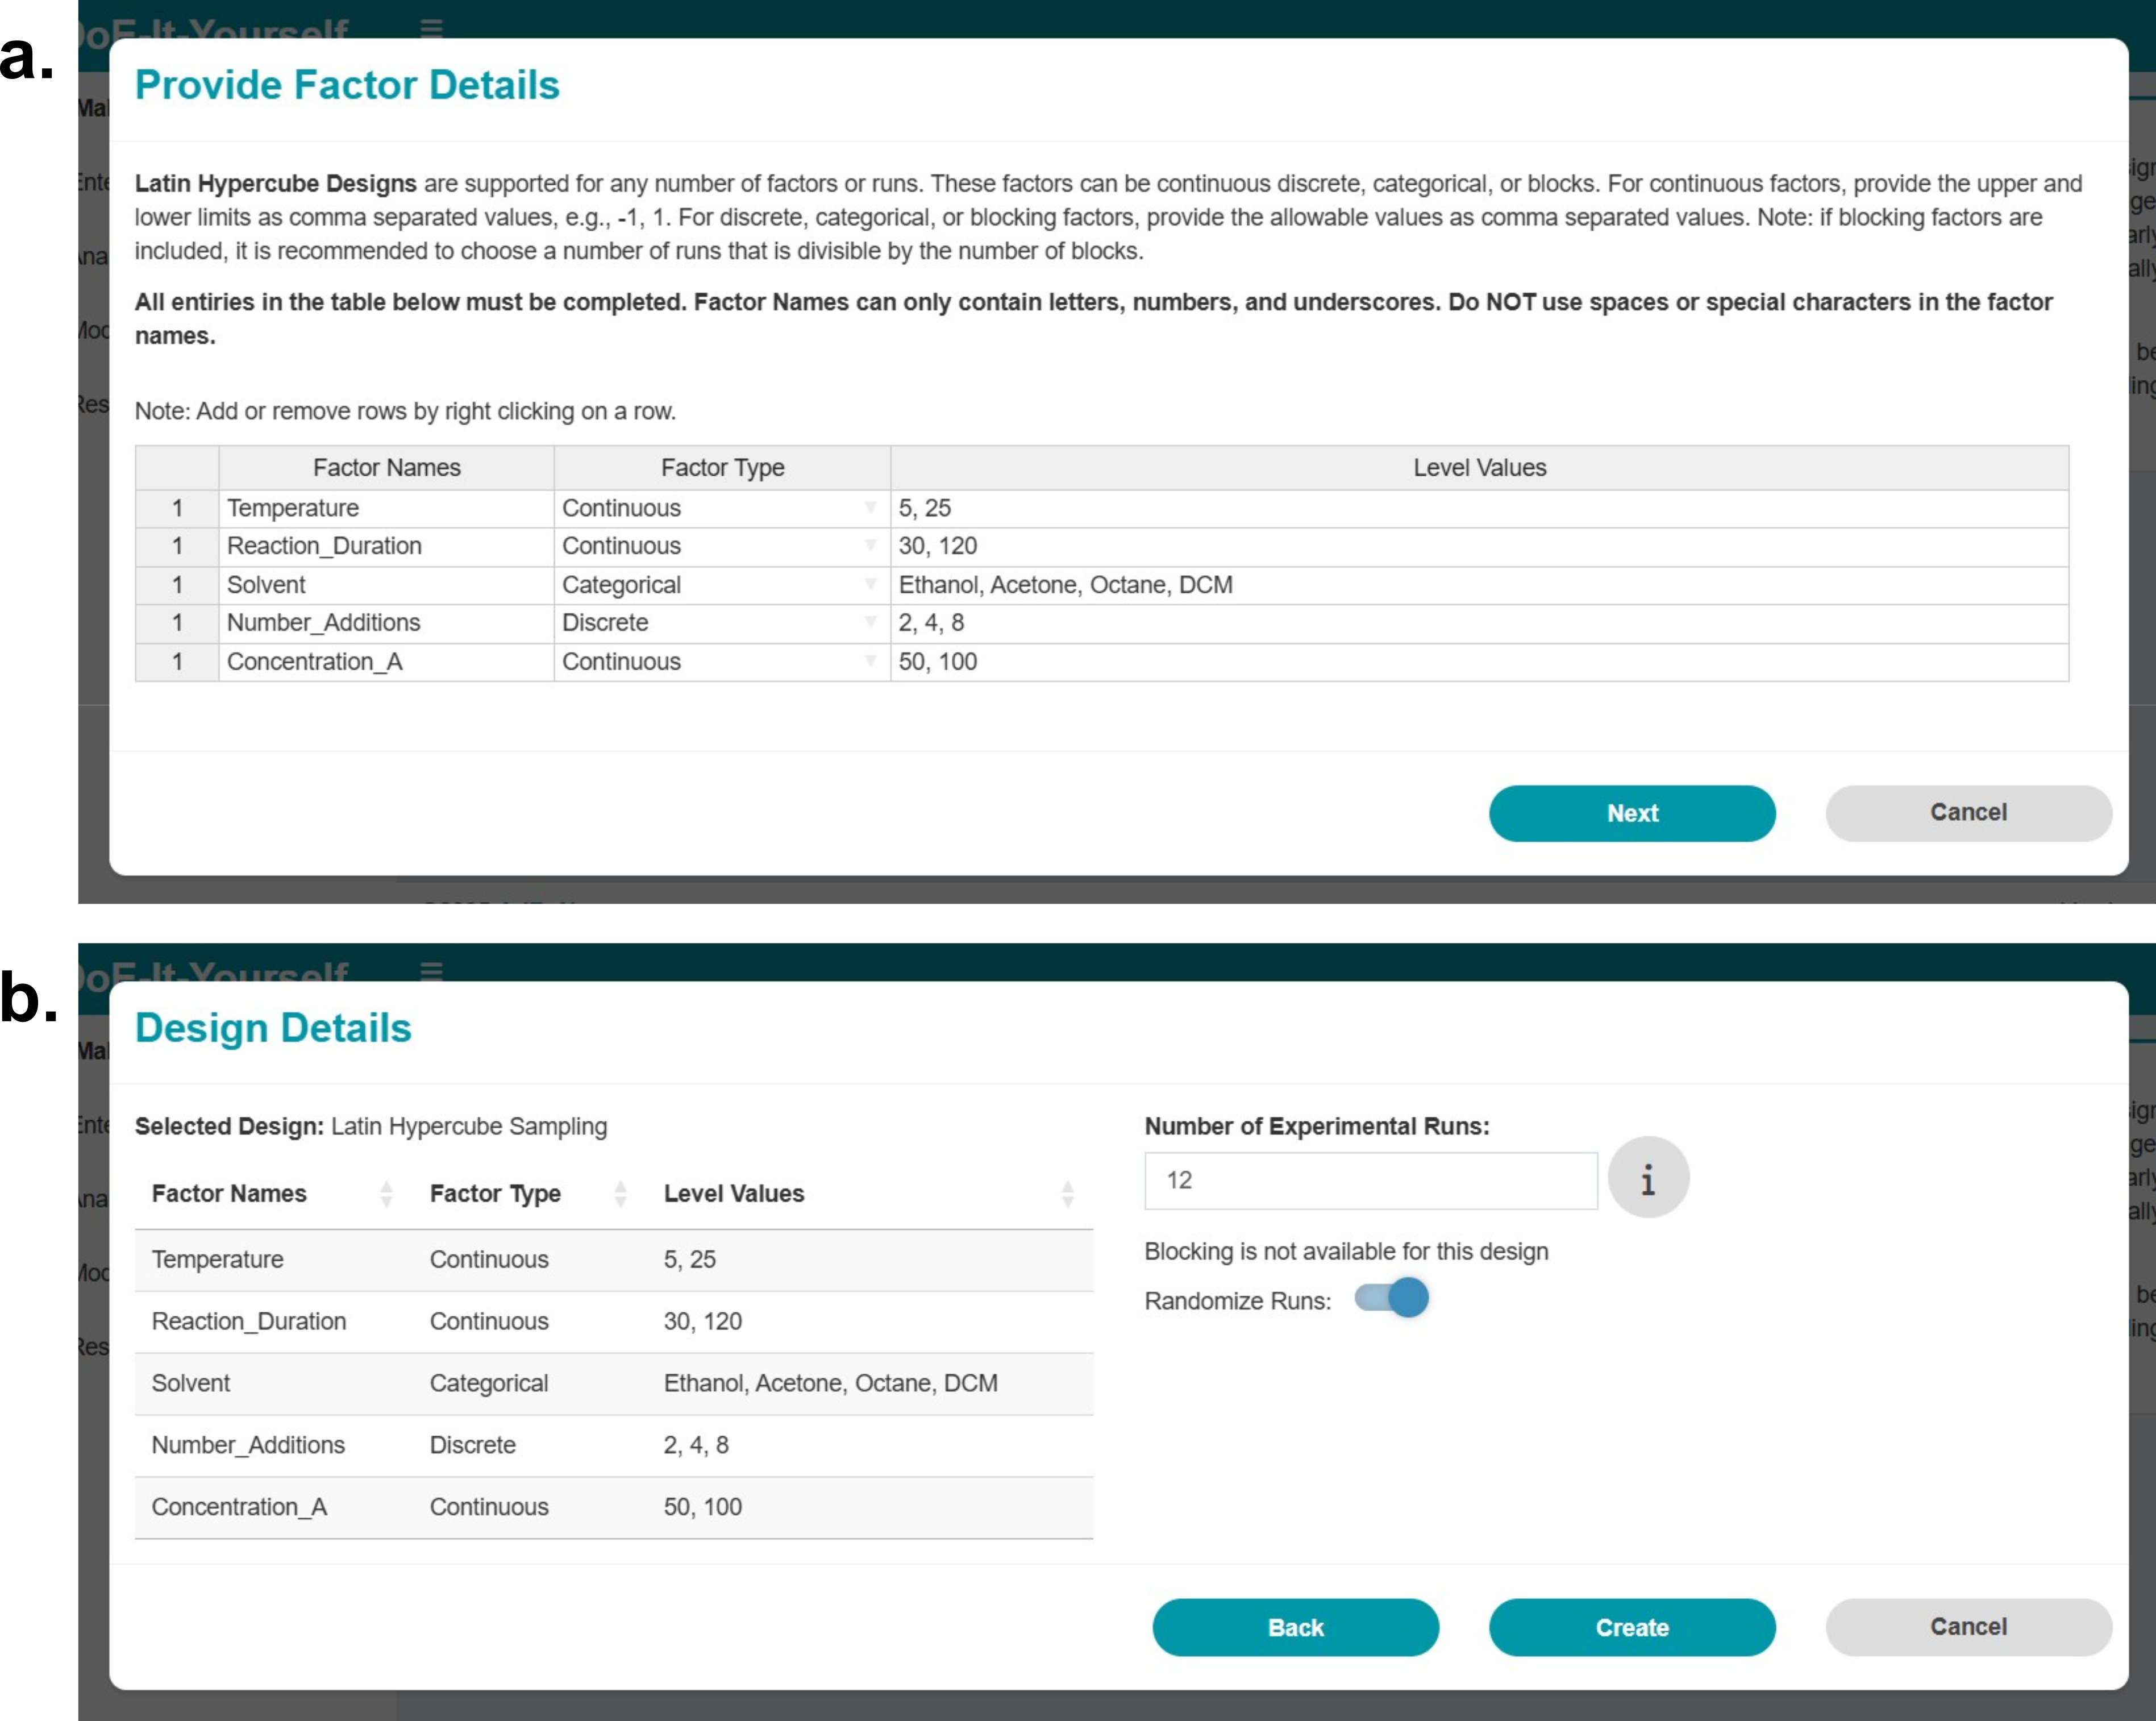 a.
DoE-It-Yourself
Provide Factor Details
Latin Hypercube Designs are supported for any number of factors or runs. These factors can be continuous discrete, categorical, or blocks. For continuous factors, provide the upper and
lower limits as comma separated values, e.g., -1, 1. For discrete, categorical, or blocking factors, provide the allowable values as comma separated values. Note: if blocking factors are
included, it is recommended to choose a number of runs that is divisible by the number of blocks.
All entiries in the table below must be completed. Factor Names can only contain letters, numbers, and underscores. Do NOT use spaces or special characters in the factor
names.
Note: Add or remove rows by right clicking on a row.
Factor Names Factor Type Level Values
1 Temperature Continuous 5, 25
1 Reaction_Duration Continuous 30, 120
1 Solvent Categorical Ethanol, Acetone, Octane, DCM
1 Number_Additions Discrete 2, 4, 8
1 Concentration_A Continuous 50, 100
Next Cancel
b.
DoE-It-Yourself
Design Details
Selected Design: Latin Hypercube Sampling
Factor Names Factor Type Level Values
Temperature Continuous 5, 25
Reaction_Duration Continuous 30, 120
Solvent Categorical Ethanol, Acetone, Octane, DCM
Number_Additions Discrete 2, 4, 8
Concentration_A Continuous 50, 100
Number of Experimental Runs:
12
i
Blocking is not available for this design
Randomize Runs:
Back Create Cancel